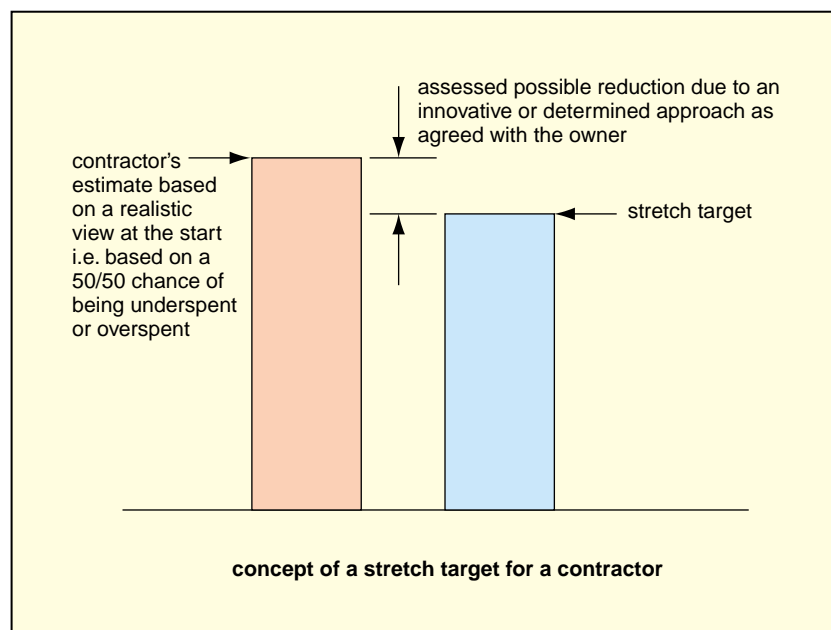 assessed possible reduction due to an
innovative or determined approach as
agreed with the owner
contractor's
estimate based
on a realistic
view at the start
i.e. based on a
50/50 chance of
being underspent
or overspent
stretch target
concept of a stretch target for a contractor